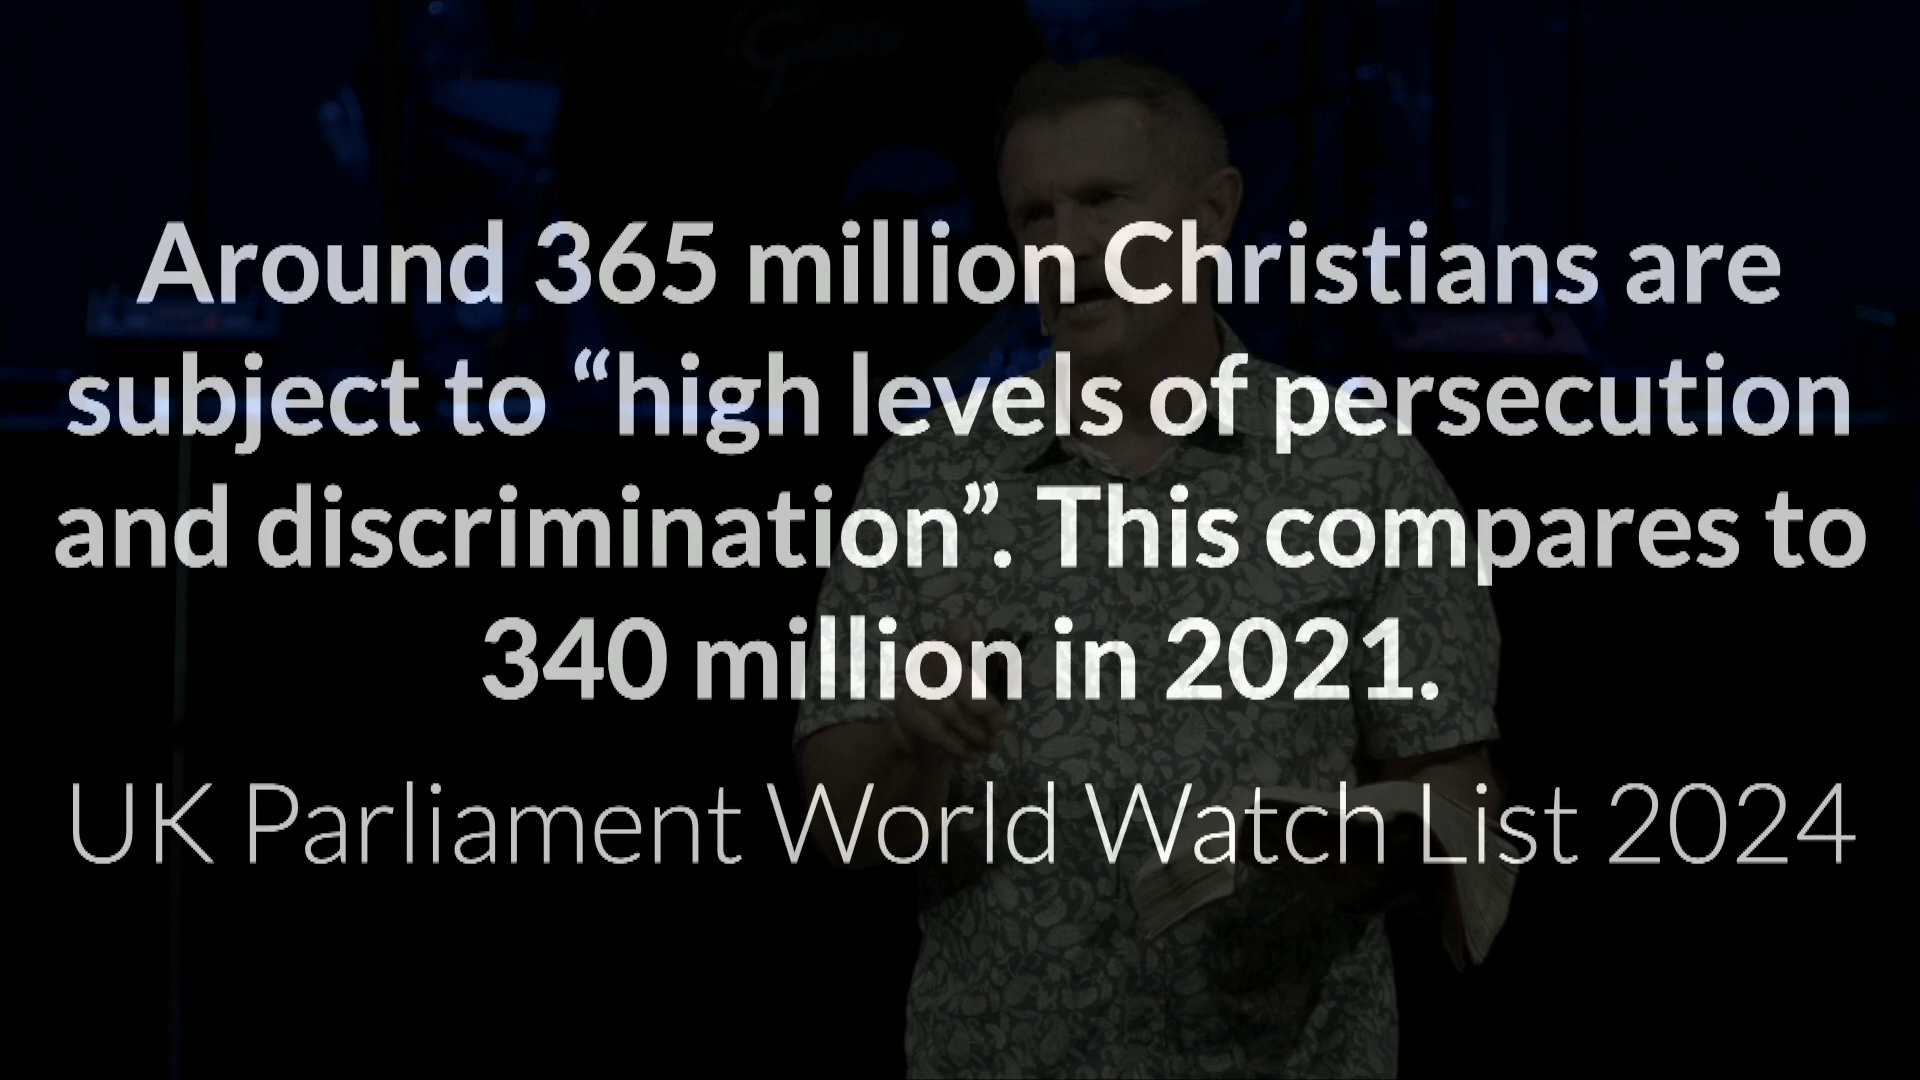 Around 365 million Christians are
subject to “high levels of persecution
and discrimination”. This compares to
340 million in 2021.
UK Parliament World Watch List 2024